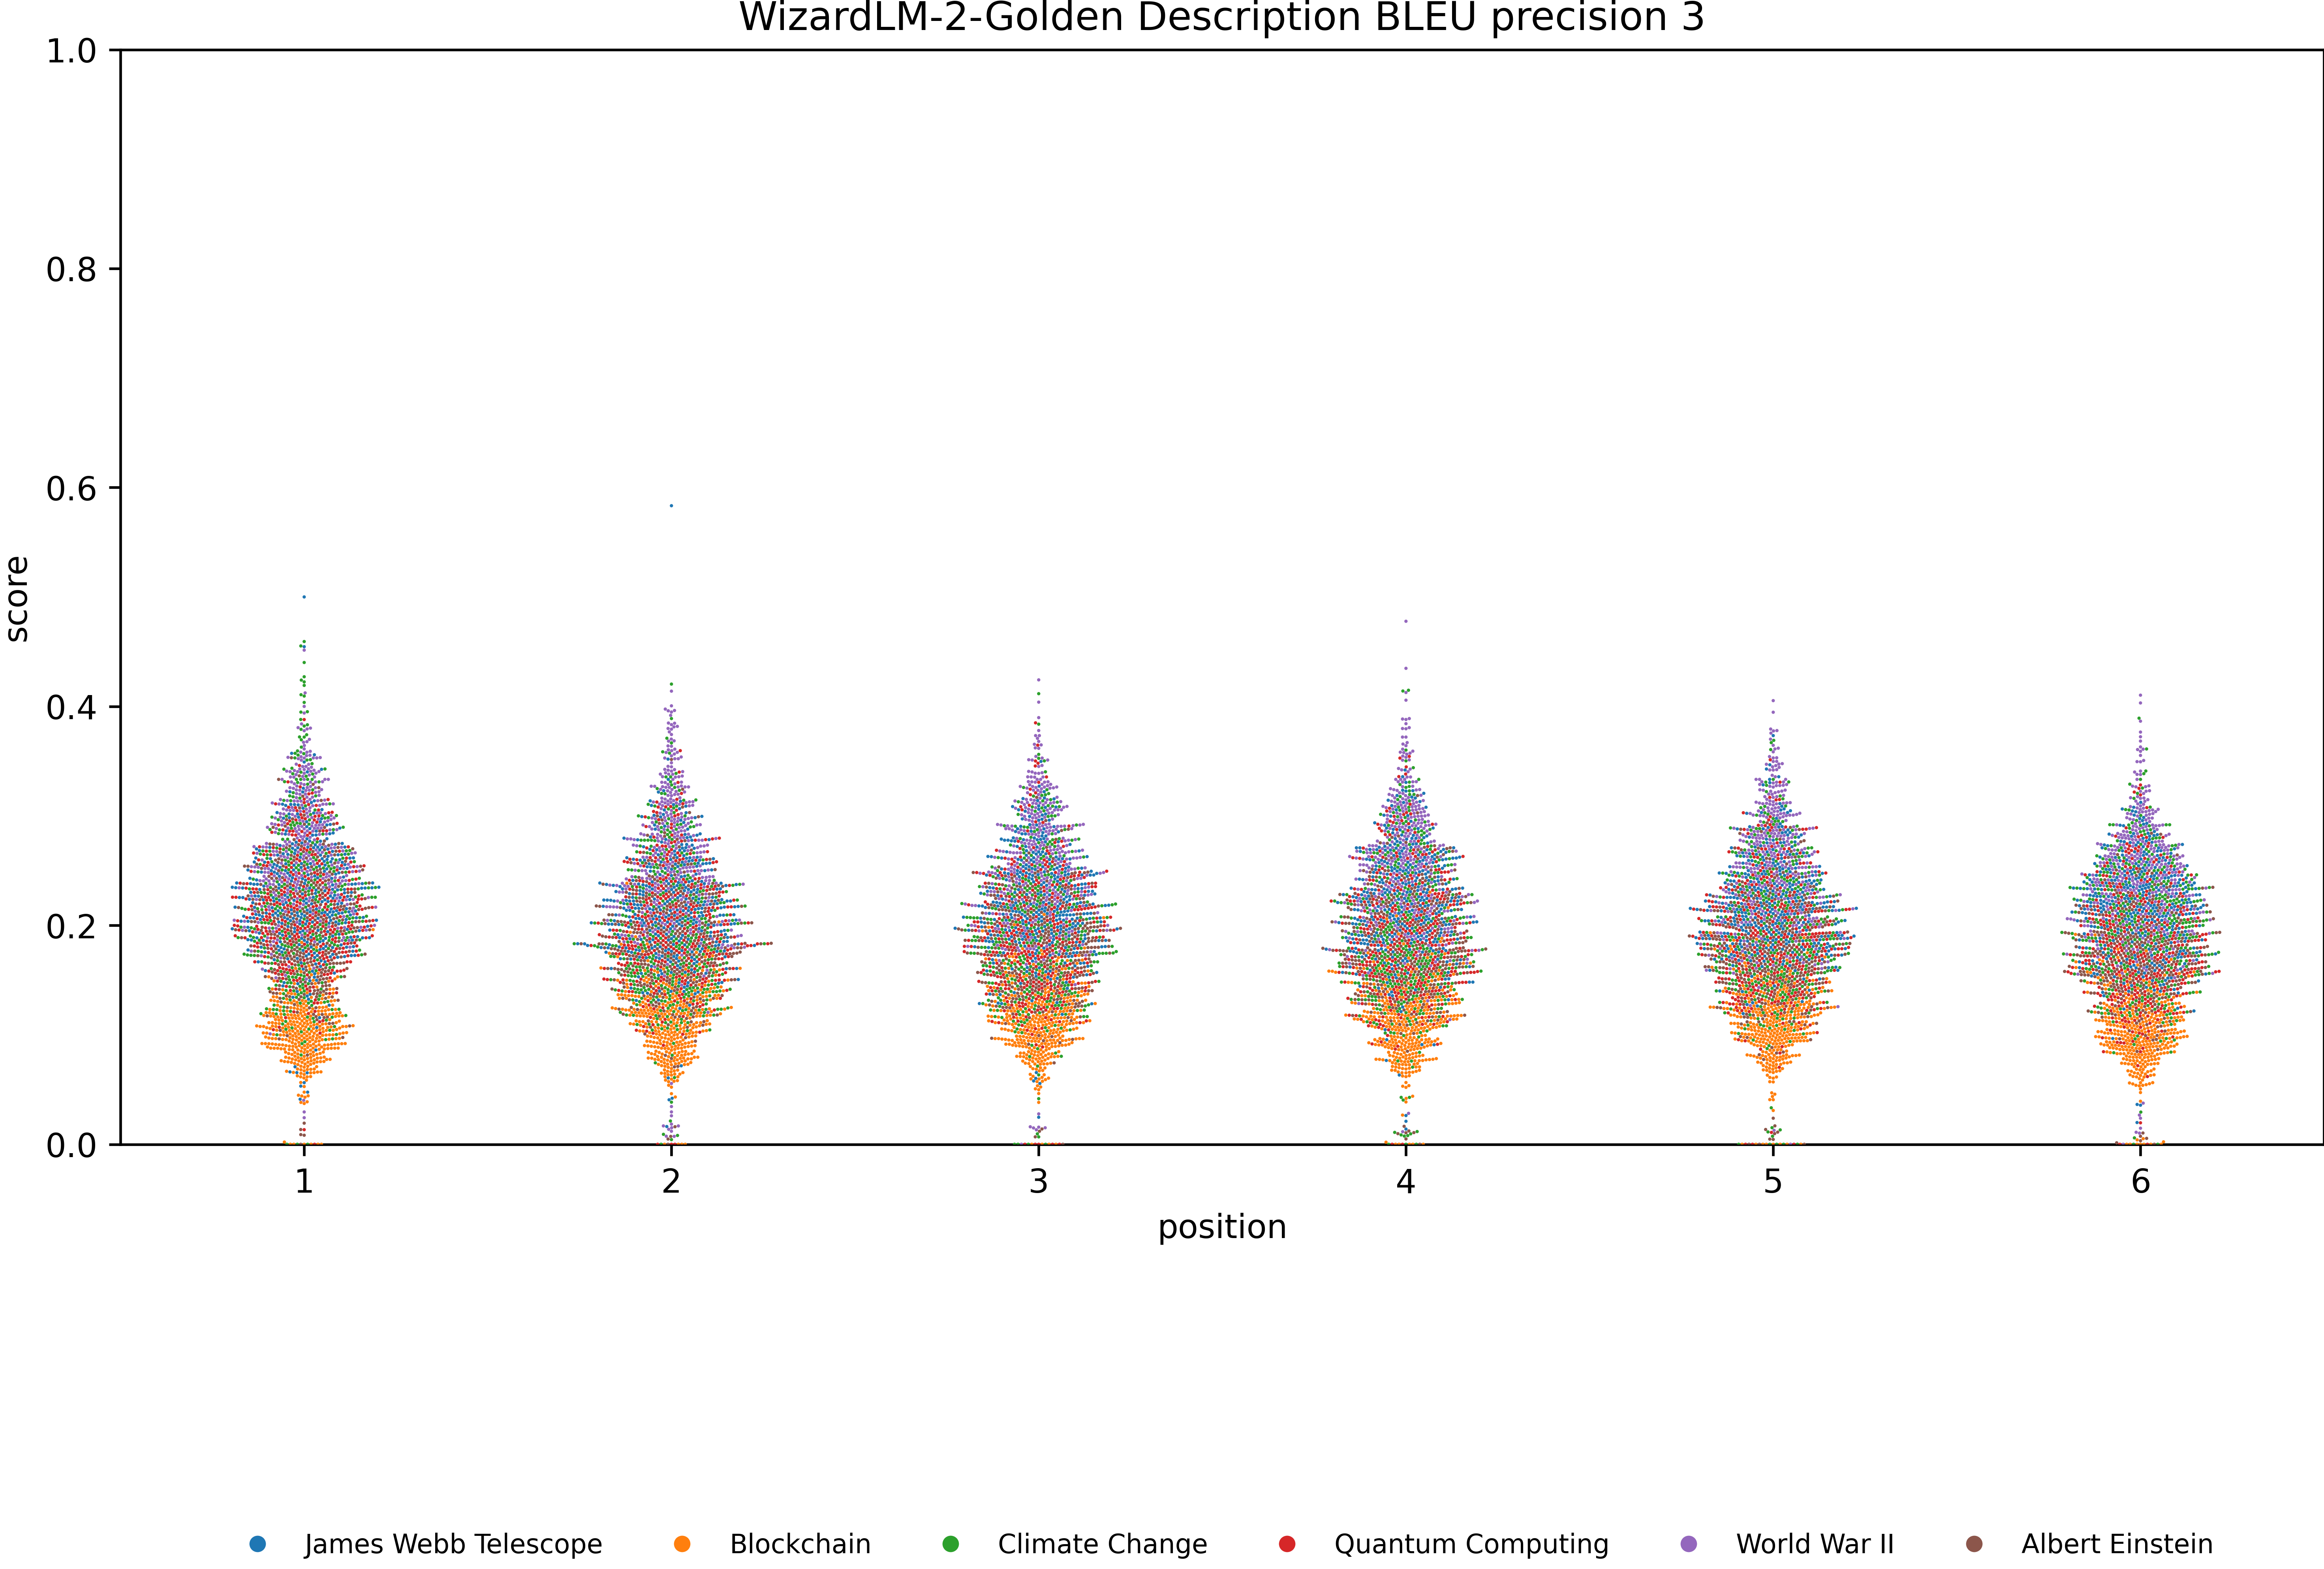 WizardLM-2-Golden Description BLEU precision 3
1.0
0.8
0.6
0.4
0.2
0.0
score
1 2 3 4 5 6
position
James Webb Telescope Blockchain Climate Change Quantum Computing World War II Albert Einstein